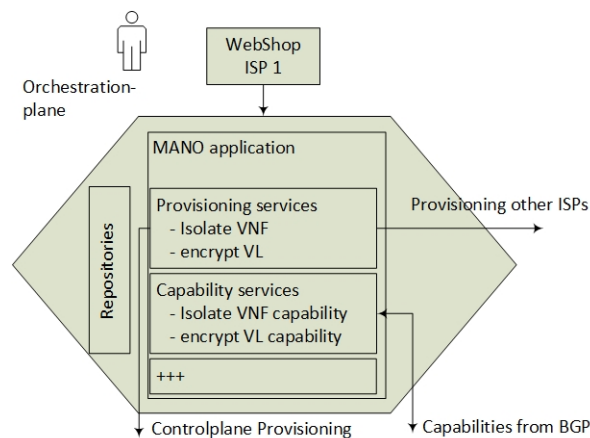 WebShop
ISP 1
Orchestration-
plane
MANO application
Provisioning services
- Isolate VNF
- encrypt VL
Provisioning other ISPs
Repositories
Capability services
- Isolate VNF capability
- encrypt VL capability
+++
Controlplane Provisioning
Capabilities from BGP